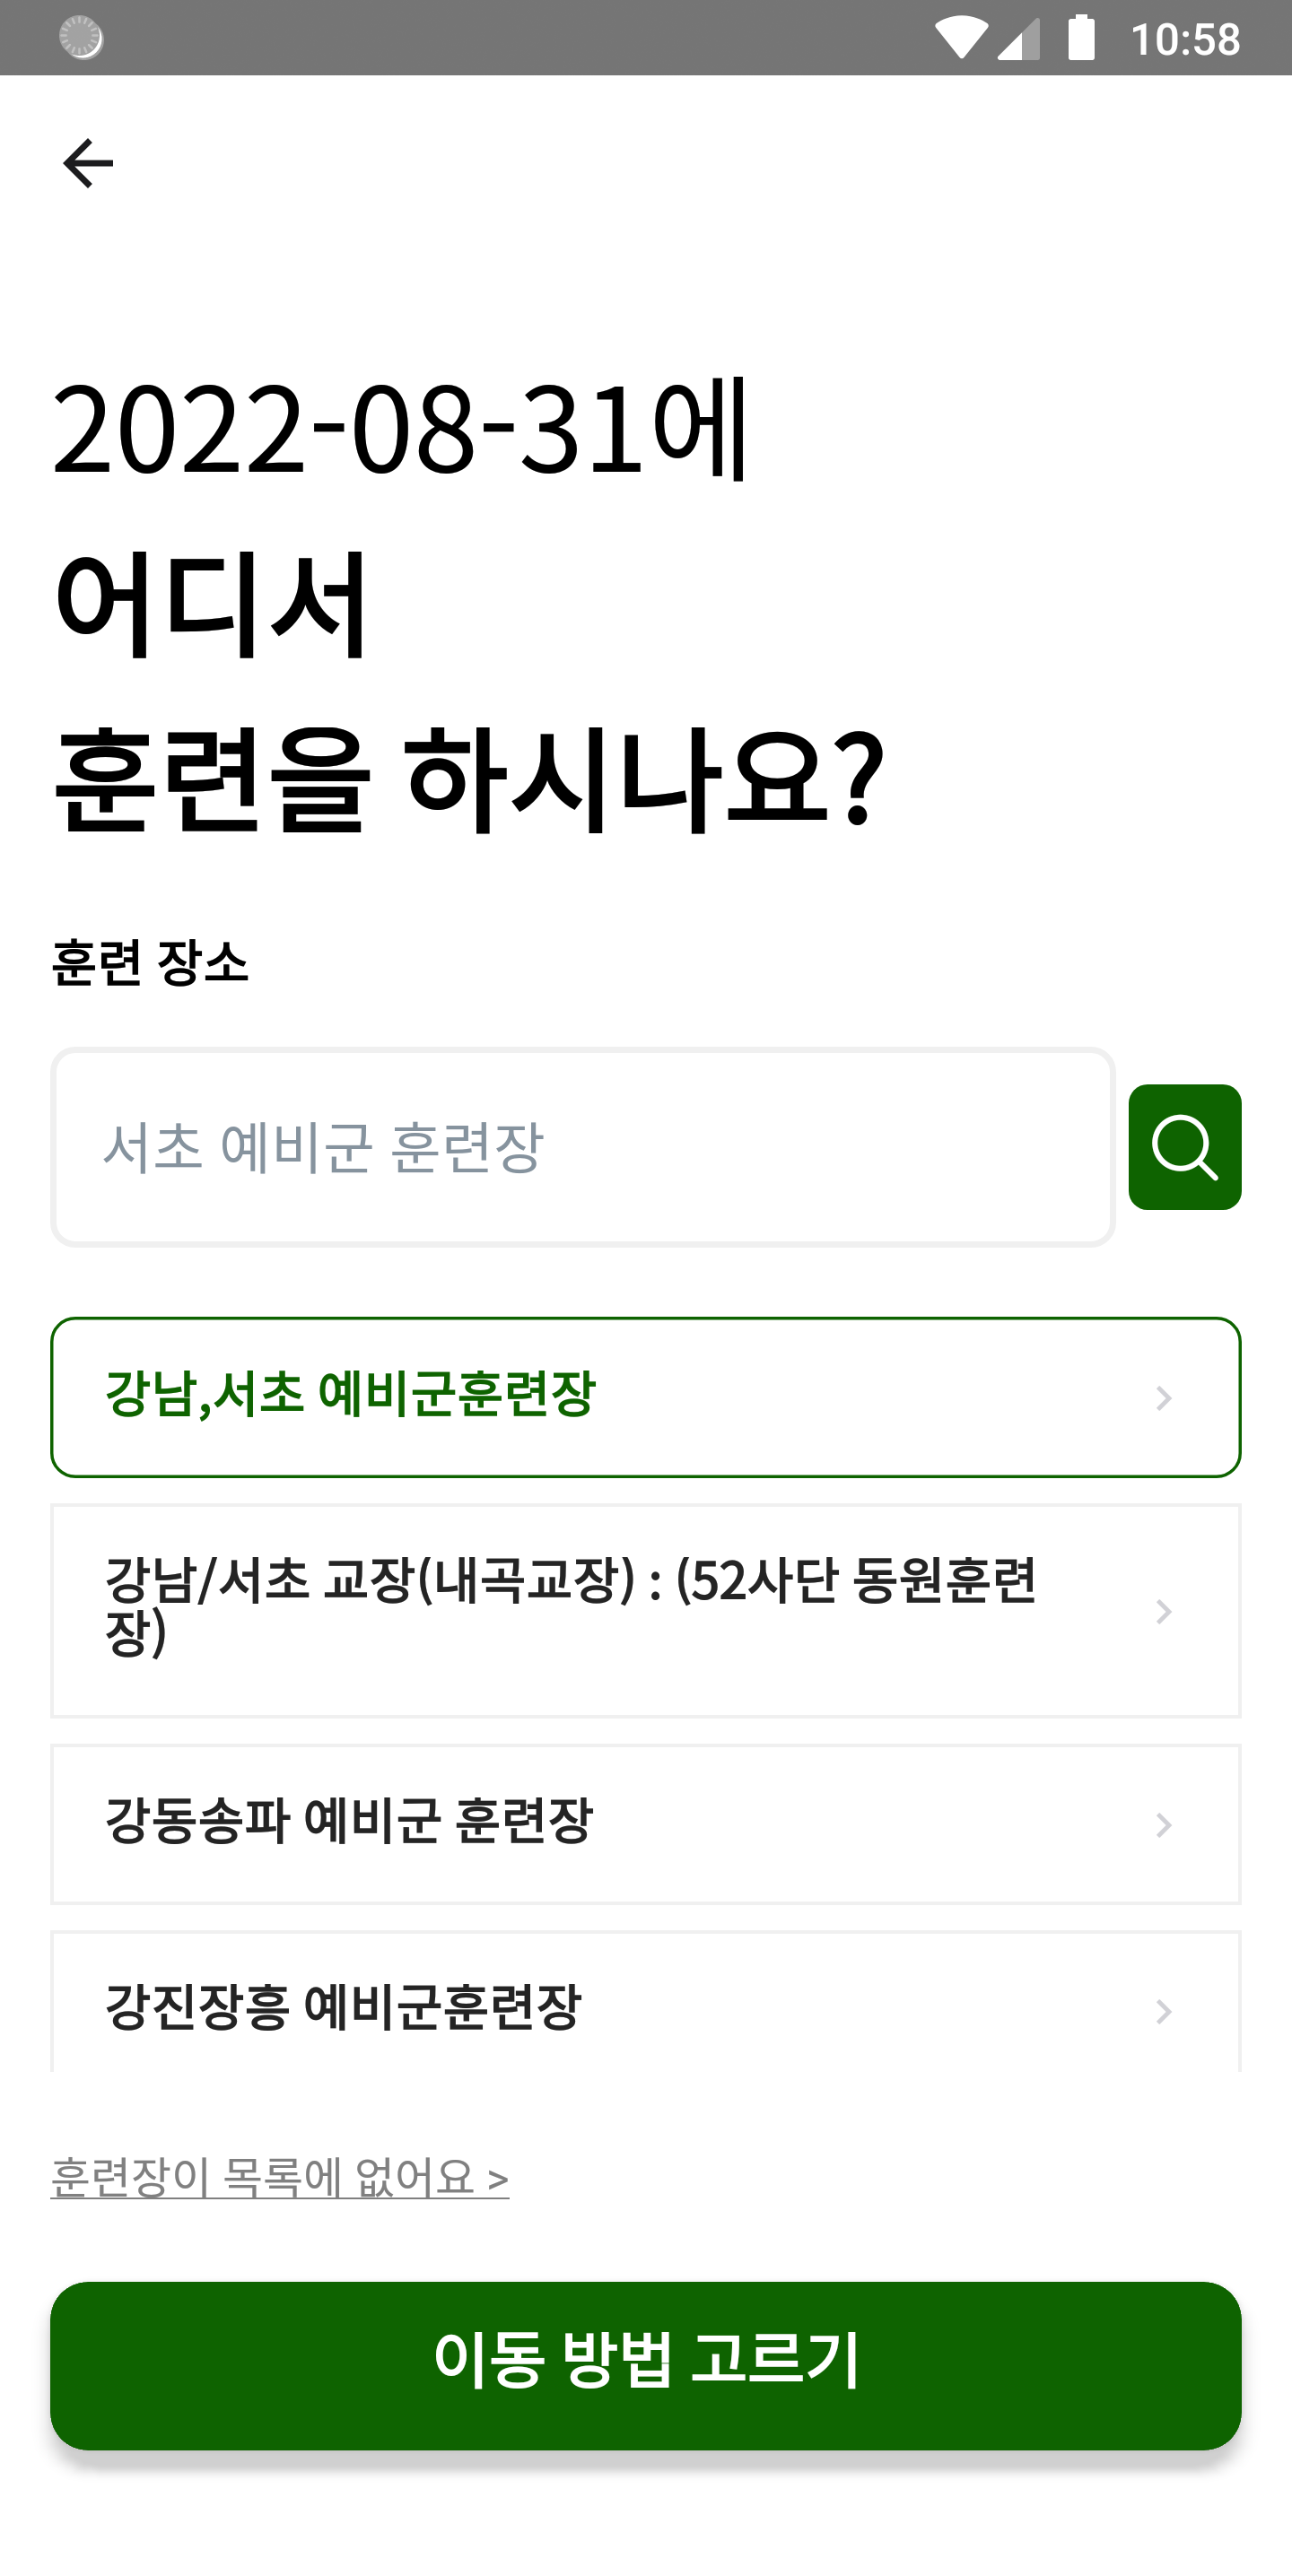 10:58
2022-08-31에
어디서
훈련을 하시나요?
훈련 장소
서초 예비군 훈련장
강남,서초 예비군훈련장
강남/서초 교장(내곡교장) : (52사단 동원훈련
장)
강동송파 예비군 훈련장
강진장흥 예비군훈련장
훈련장이 목록에 없어요 >
이동 방법 고르기